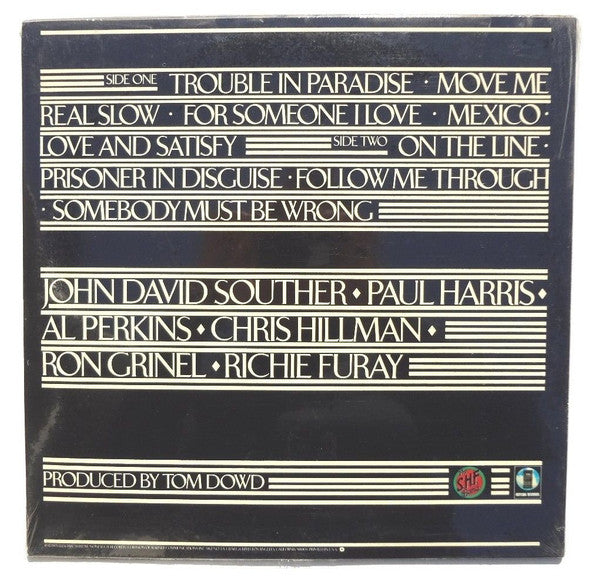 SIDE ONE TROUBLE IN PARADISE · MOVE ME
REAL SLOW · FOR SOMEONE I LOVE · MEXICO ·
LOVE AND SATISFY SIDE TWO ON THE LINE ·
PRISONER IN DISGUISE · FOLLOW ME THROUGH
· SOMEBODY MUST BE WRONG
JOHN DAVID SOUTHER ♦ PAUL HARRIS ♦
AL PERKINS ♦ CHRIS HILLMAN ♦
RON GRINEL ♦ RICHIE FURAY
PRODUCED BY TOM DOWD
S.H.F.